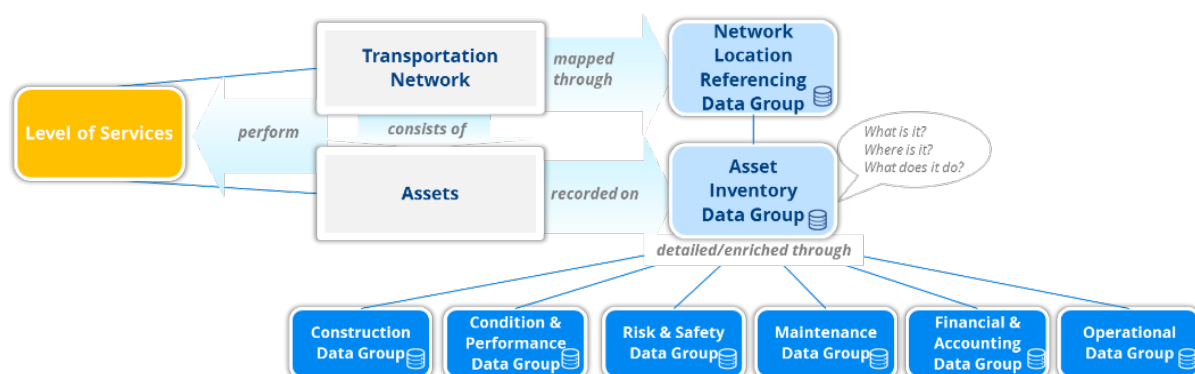 Transportation
Network
mapped
through
Network
Location
Referencing
Data Group
Level of Services
perform
consists of
What is it?
Where is it?
What does it do?
Assets
recorded on
Asset
Inventory
Data Group
detailed/enriched through
Construction
Data Group
Condition &
Performance
Data Group
Risk & Safety
Data Group
Maintenance
Data Group
Financial &
Accounting
Data Group
Operational
Data Group